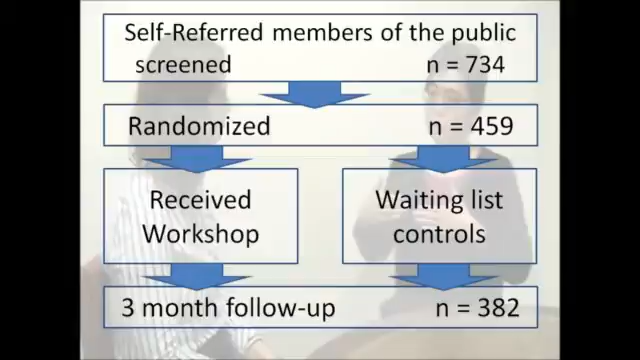 Self-Referred members of the public
screened n = 734
Randomized n = 459
Received
Workshop
Waiting list
controls
3 month follow-up n = 382